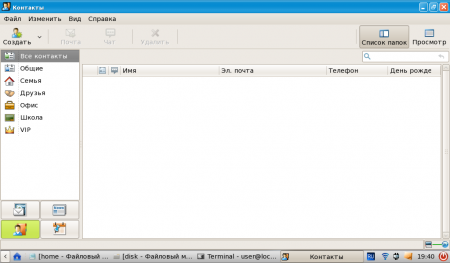 Контакты
Файл Изменить Вид Справка
Создать Почта Чат Удалить Список папок Просмотр
Все контакты
Имя Эл. почта Телефон День рожде
Общие
Семья
Друзья
Офис
Школа
VIP
[home - Файловый ... [disk - Файловый м... Terminal - user@loc... Контакты 19:40